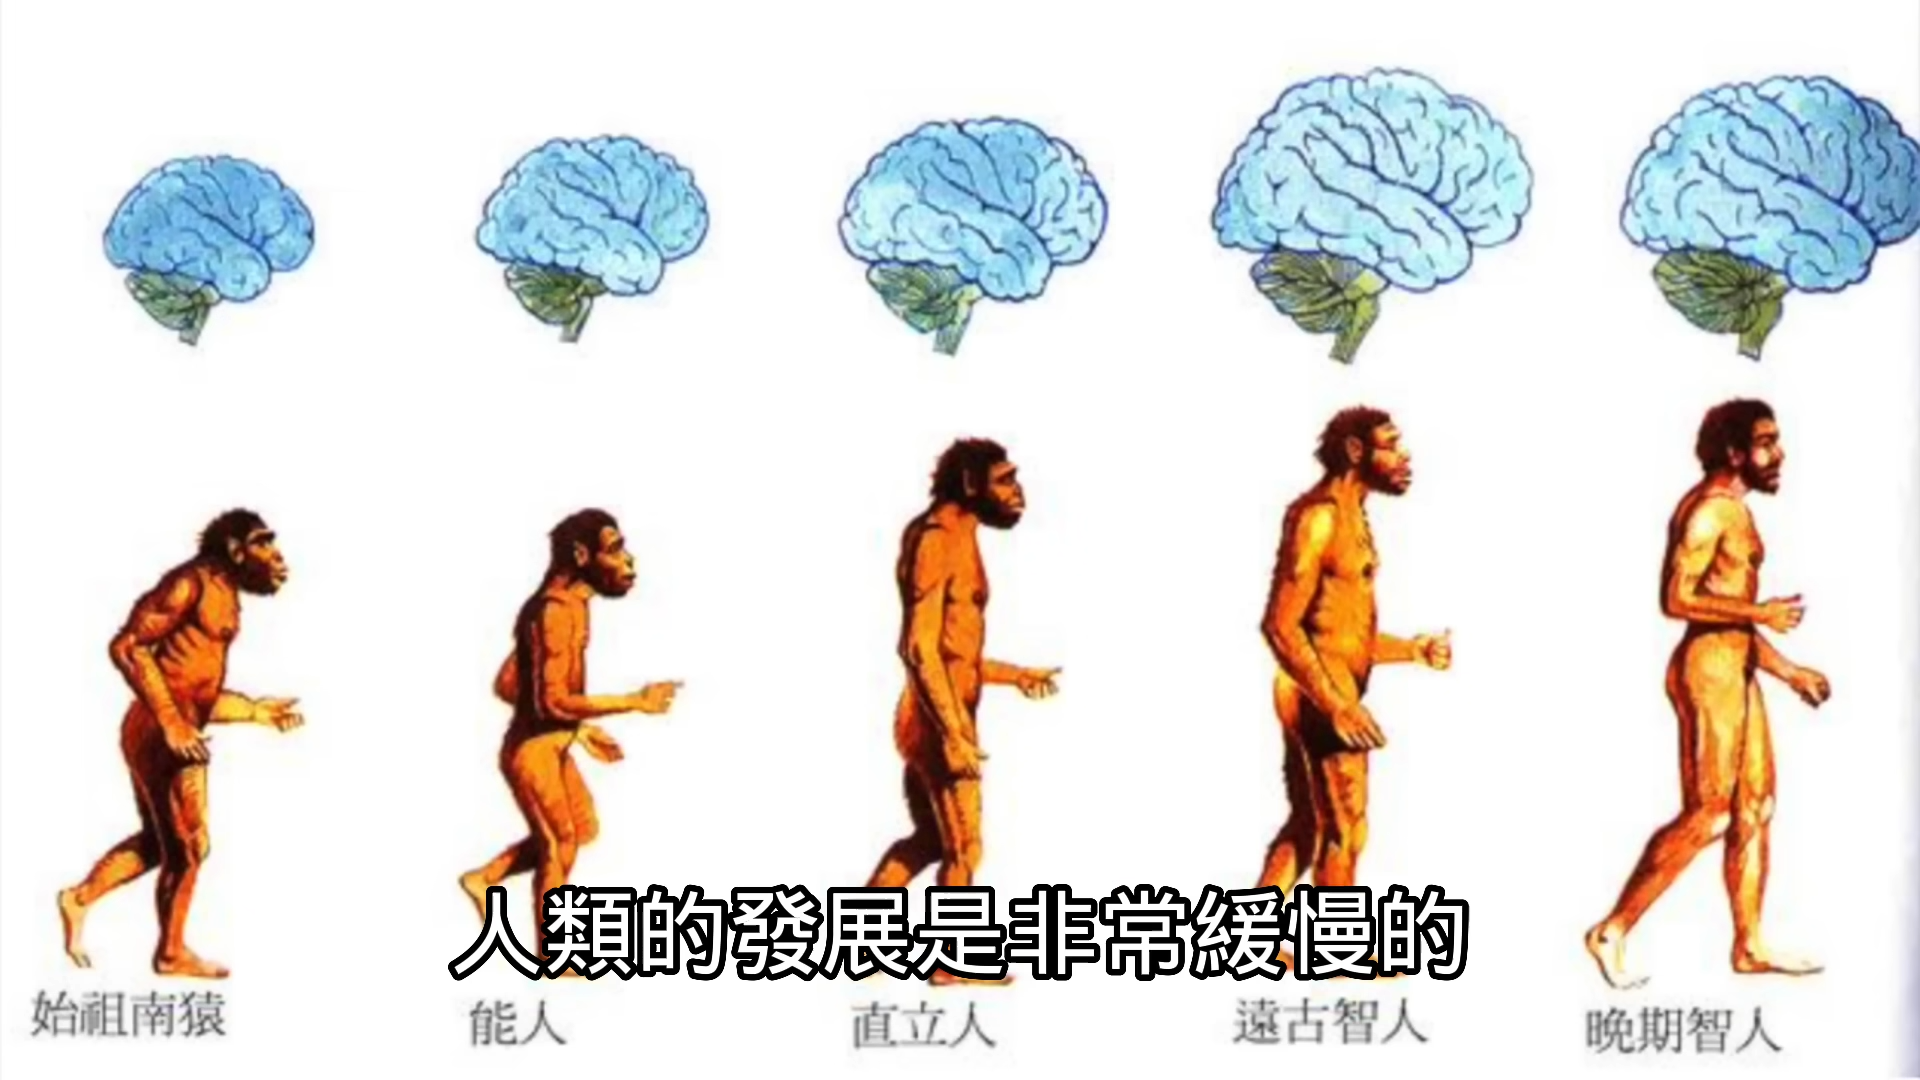 人類的發展是非常緩慢的
始祖南猿
能人
直立人
遠古智人
晚期智人